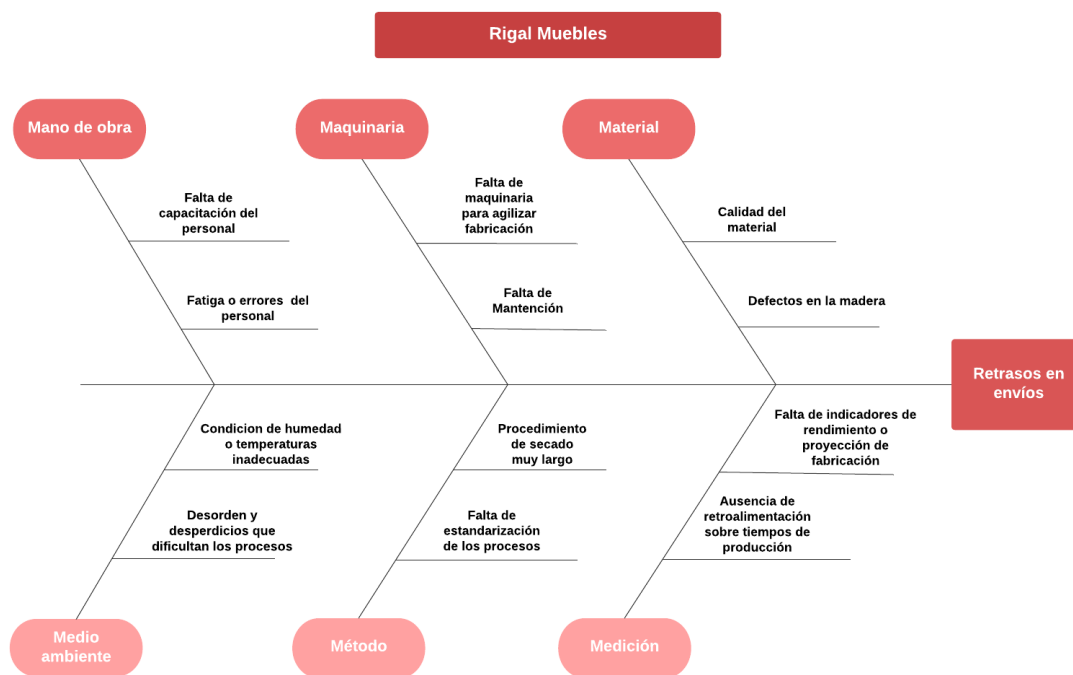 Rigal Muebles
Mano de obra
Maquinaria
Material
Falta de
capacitación del
personal
Fatiga o errores del
personal
Falta de
maquinaria
para agilizar
fabricación
Falta de
Mantención
Calidad del
material
Defectos en la madera
Retrasos en
envíos
Condicion de humedad
o temperaturas
inadecuadas
Desorden y
desperdicios que
dificultan los procesos
Procedimiento
de secado
muy largo
Falta de
estandarización
de los procesos
Falta de indicadores de
rendimiento o
proyección de
fabricación
Ausencia de
retroalimentación
sobre tiempos de
producción
Medio
ambiente
Método
Medición